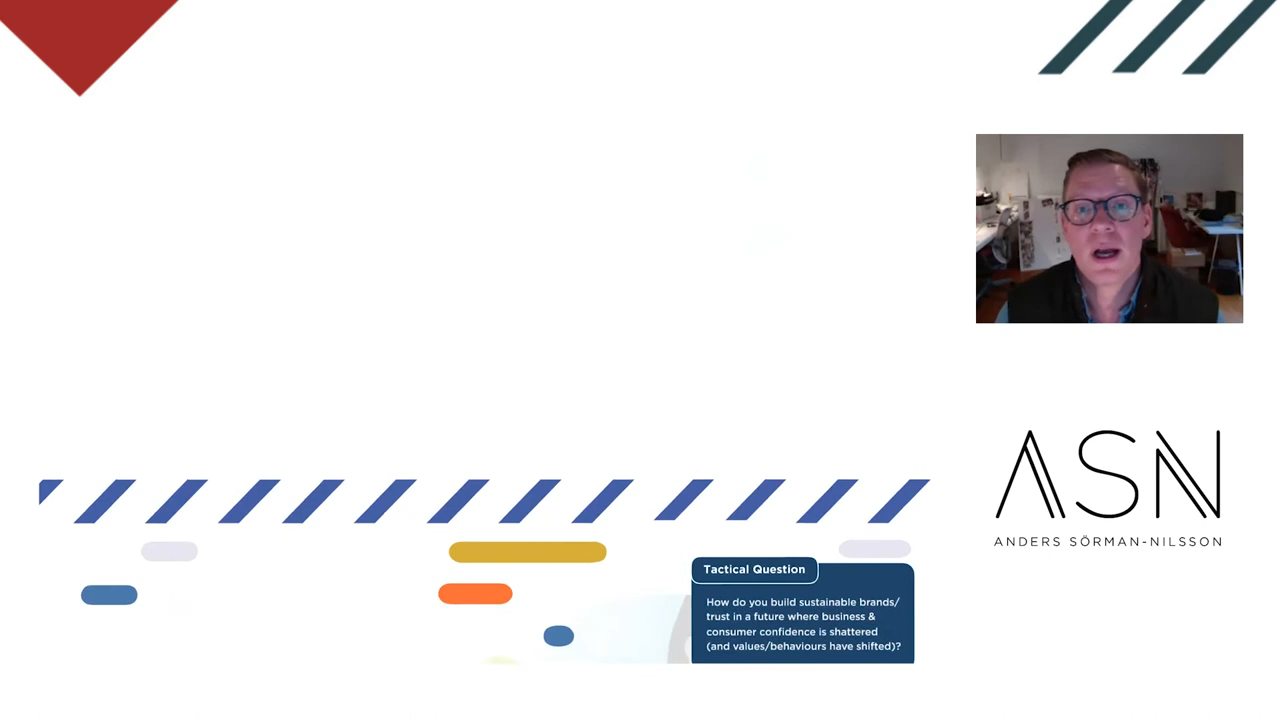 ASN
ANDERS SÖRMAN-NILSSON
Tactical Question
How do you build sustainable brands/
trust in a future where business &
consumer confidence is shattered
(and values/behaviours have shifted)?